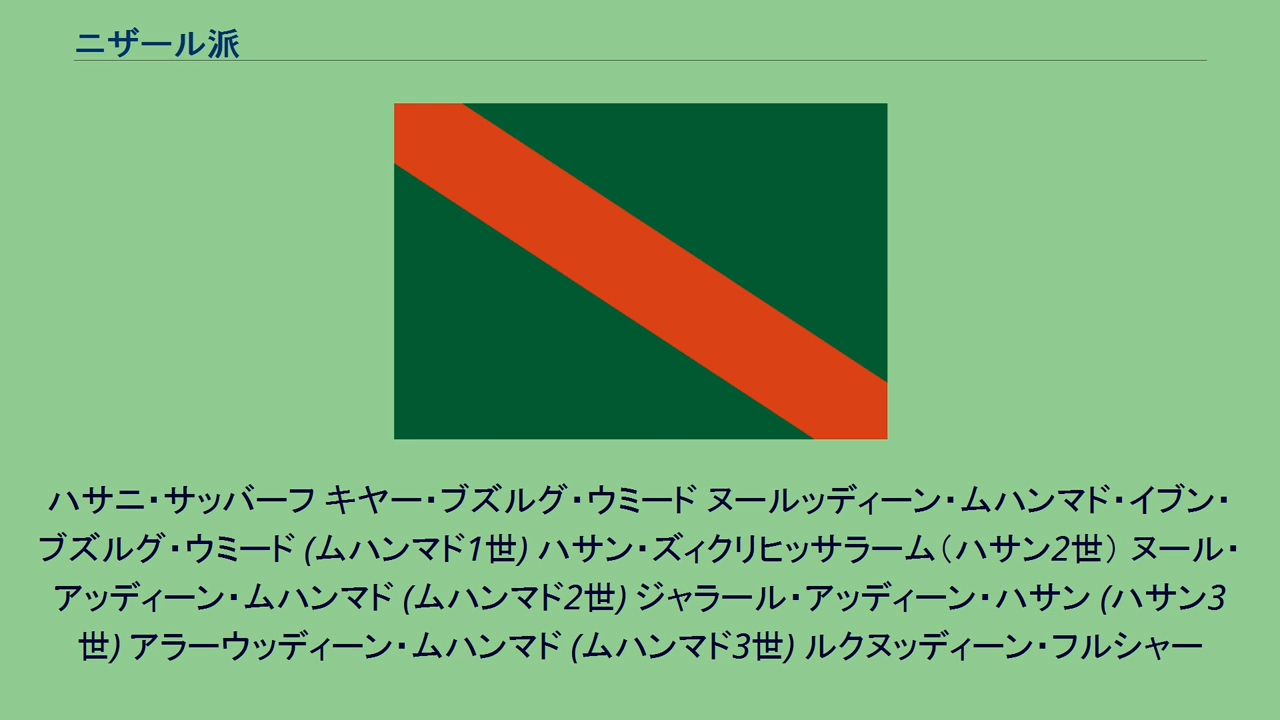 ニザール派
ハサニ・サッバーフ キヤー・ブズルグ・ウミード ヌールッディーン・ムハンマド・イブン・
ブズルグ・ウミード (ムハンマド1世) ハサン・ズィクリヒッサラーム（ハサン2世） ヌール・
アッディーン・ムハンマド (ムハンマド2世) ジャラール・アッディーン・ハサン (ハサン3
世) アラーウッディーン・ムハンマド (ムハンマド3世) ルクヌッディーン・フルシャー